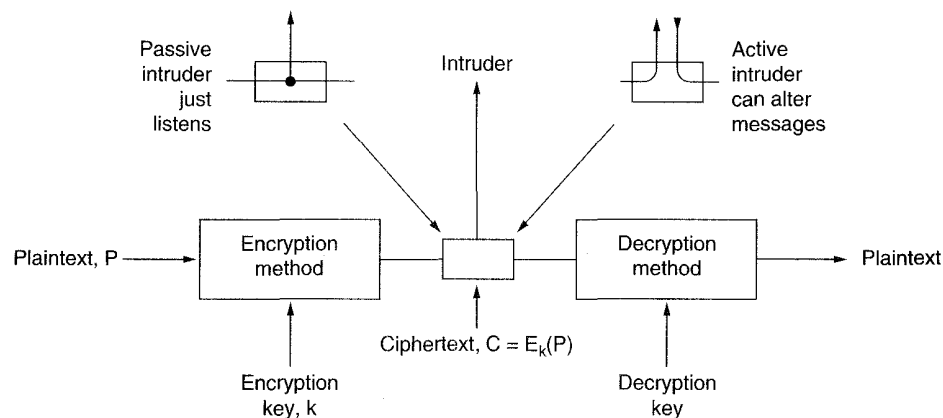 Passive
intruder
just
listens
Intruder
Active
intruder
can alter
messages
Plaintext, P
Encryption
method
Decryption
method
Plaintext
Ciphertext, C = E_k(P)
Encryption
key, k
Decryption
key